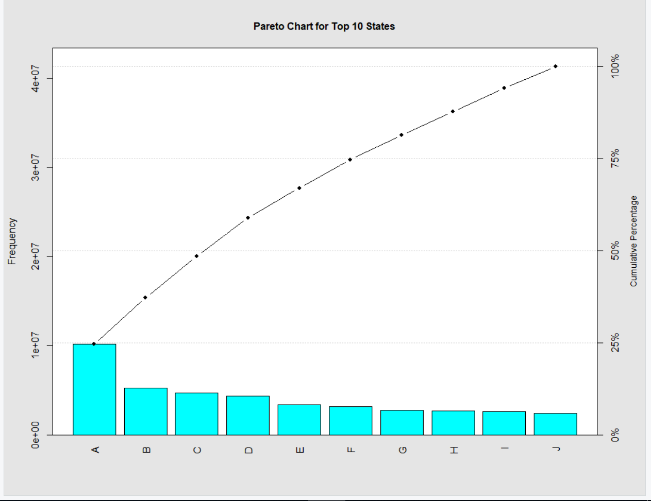 Pareto Chart for Top 10 States
Frequency
4e+07
3e+07
2e+07
1e+07
0e+00
100%
75%
50%
25%
0%
Cumulative Percentage
A B C D E F G H I J